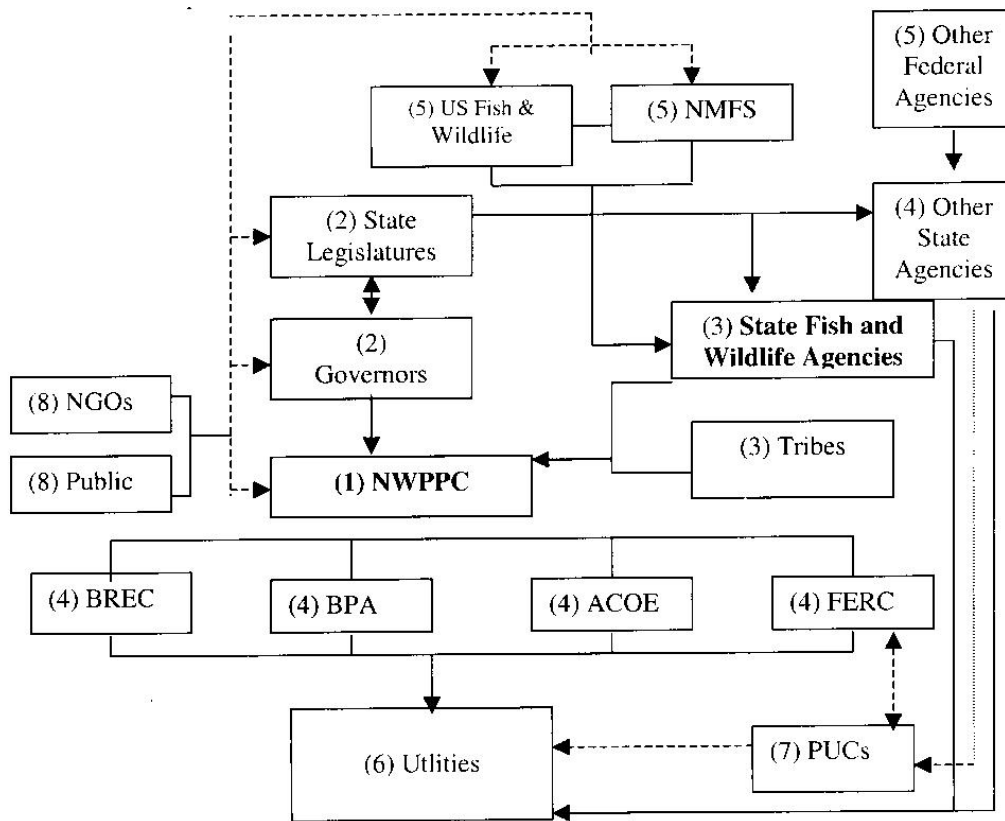 (5) Other
Federal
Agencies
(5) US Fish &
Wildlife
(5) NMFS
(2) State
Legislatures
(4) Other
State
Agencies
(2)
Governors
(3) State Fish and
Wildlife Agencies
(8) NGOs
(3) Tribes
(8) Public
(1) NWPPC
(4) BREC
(4) BPA
(4) ACOE
(4) FERC
(6) Utlities
(7) PUCs